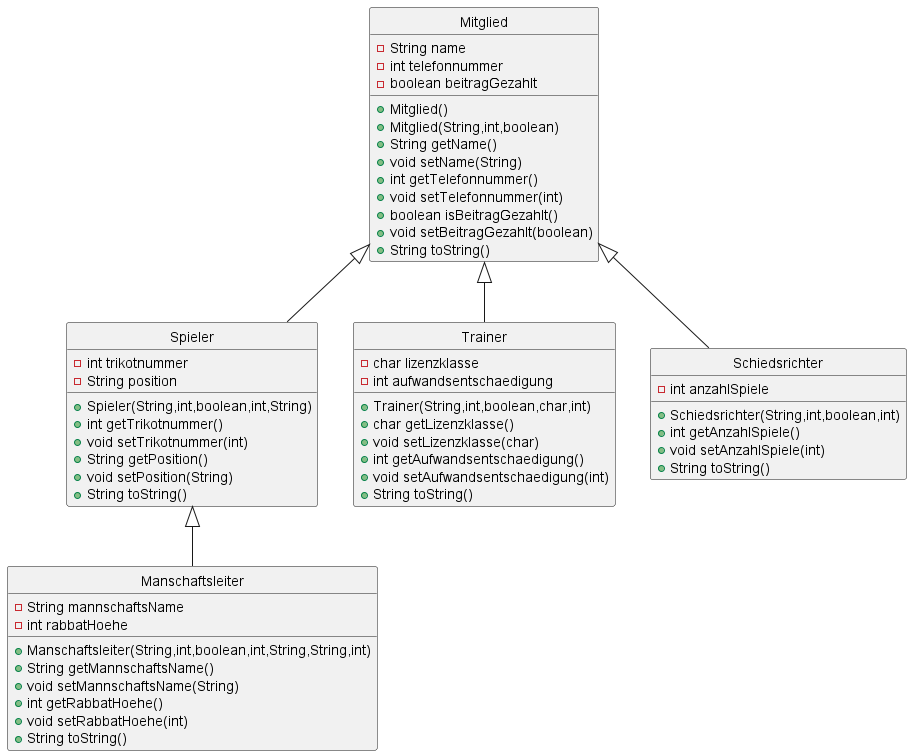 Mitglied
String name
int telefonnummer
boolean beitragGezahlt
Mitglied()
Mitglied(String,int,boolean)
String getName()
void setName(String)
int getTelefonnummer()
void setTelefonnummer(int)
boolean isBeitragGezahlt()
void setBeitragGezahlt(boolean)
String toString()
Spieler
int trikotnummer
String position
Spieler(String,int,boolean,int,String)
int getTrikotnummer()
void setTrikotnummer(int)
String getPosition()
void setPosition(String)
String toString()
Trainer
char lizenzklasse
int aufwandsentschaedigung
Trainer(String,int,boolean,char,int)
char getLizenzklasse()
void setLizenzklasse(char)
int getAufwandsentschaedigung()
void setAufwandsentschaedigung(int)
String toString()
Schiedsrichter
int anzahlSpiele
Schiedsrichter(String,int,boolean,int)
int getAnzahlSpiele()
void setAnzahlSpiele(int)
String toString()
Manschaftsleiter
String mannschaftsName
int rabbatHoehe
Manschaftsleiter(String,int,boolean,int,String,String,int)
String getMannschaftsName()
void setMannschaftsName(String)
int getRabbatHoehe()
void setRabbatHoehe(int)
String toString()